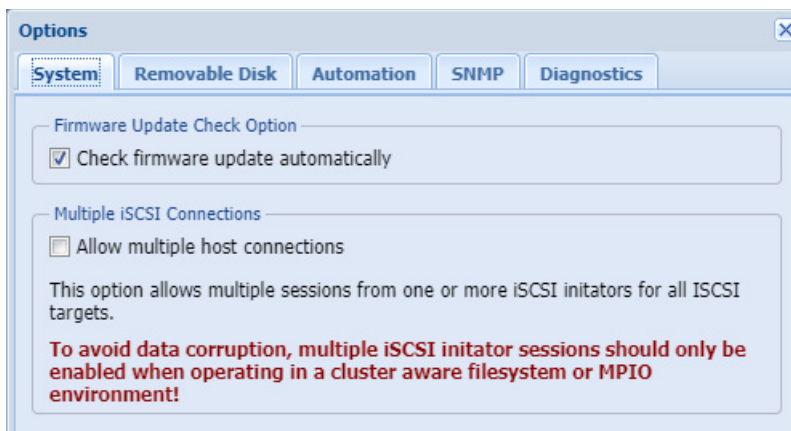 Options
System Removable Disk Automation SNMP Diagnostics
Firmware Update Check Option
Check firmware update automatically
Multiple iSCSI Connections
Allow multiple host connections
This option allows multiple sessions from one or more iSCSI initators for all ISCSI
targets.
To avoid data corruption, multiple iSCSI initator sessions should only be
enabled when operating in a cluster aware filesystem or MPIO
environment!